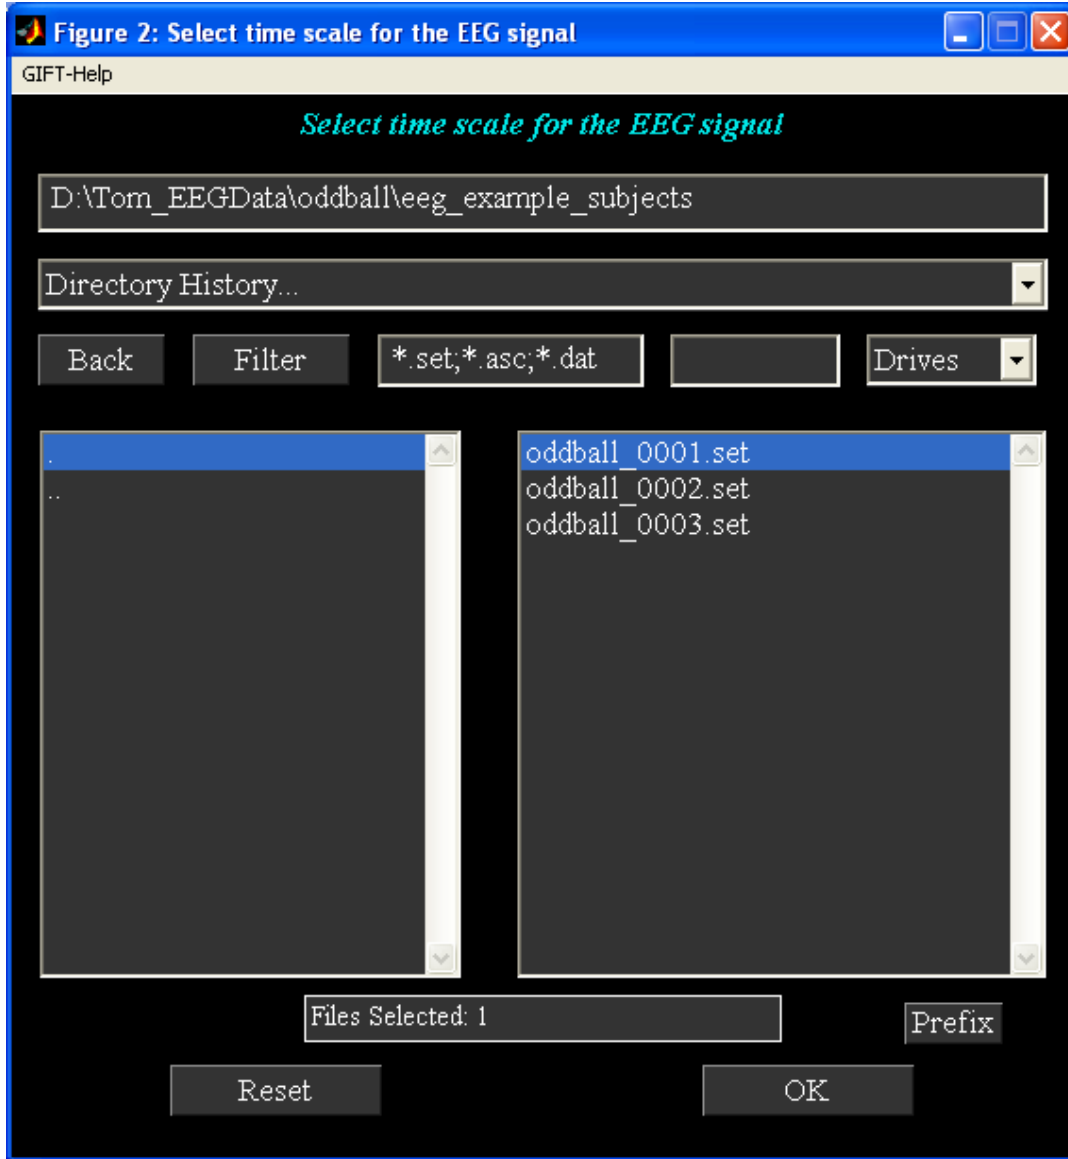 Figure 2: Select time scale for the EEG signal
GIFT-Help
Select time scale for the EEG signal
D:\Tom_EEGData\oddball\eeg_example_subjects
Directory History...
Back Filter *.set;*.asc;*.dat Drives
.
..
oddball_0001.set
oddball_0002.set
oddball_0003.set
Files Selected: 1
Prefix
Reset OK